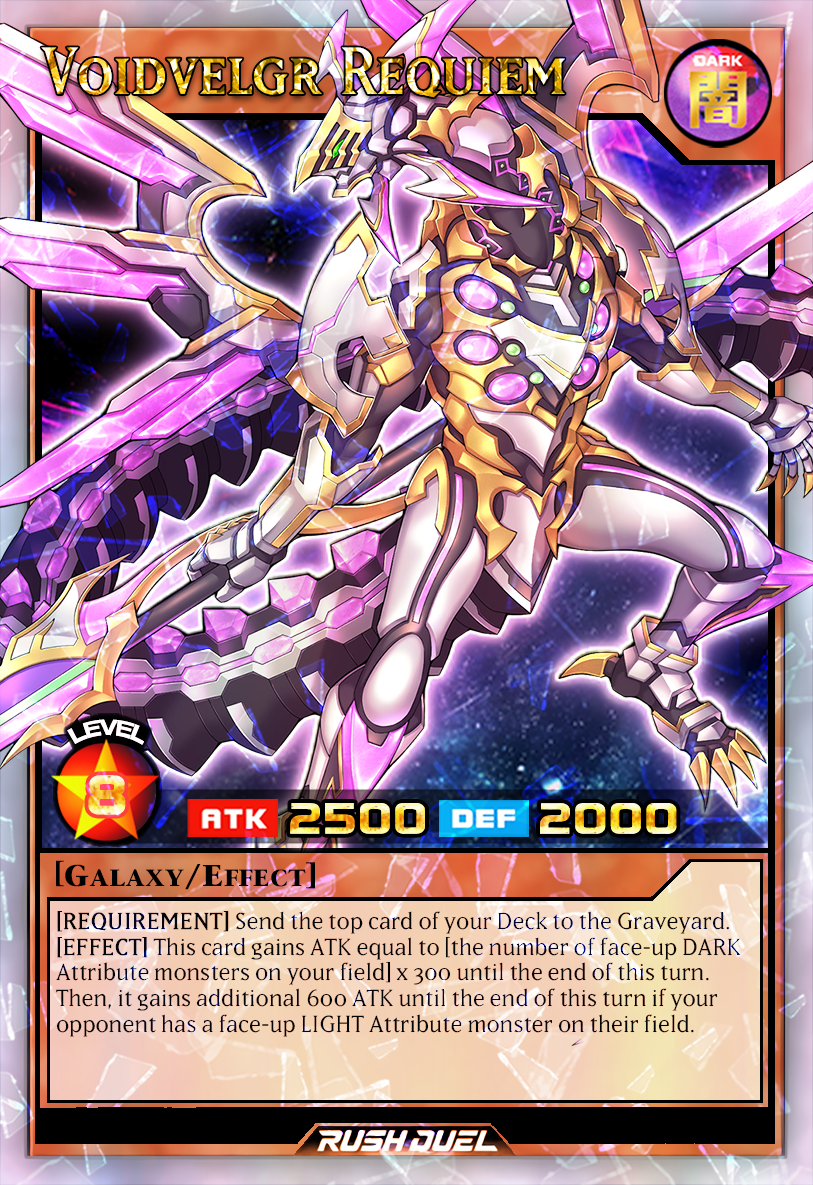 Voidvelgr Requiem
DARK
闇
LEVEL
8
ATK 2500 DEF 2000
[Galaxy/Effect]
[REQUIREMENT] Send the top card of your Deck to the Graveyard.
[EFFECT] This card gains ATK equal to [the number of face-up DARK
Attribute monsters on your field] x 300 until the end of this turn.
Then, it gains additional 600 ATK until the end of this turn if your
opponent has a face-up LIGHT Attribute monster on their field.
RUSH DUEL